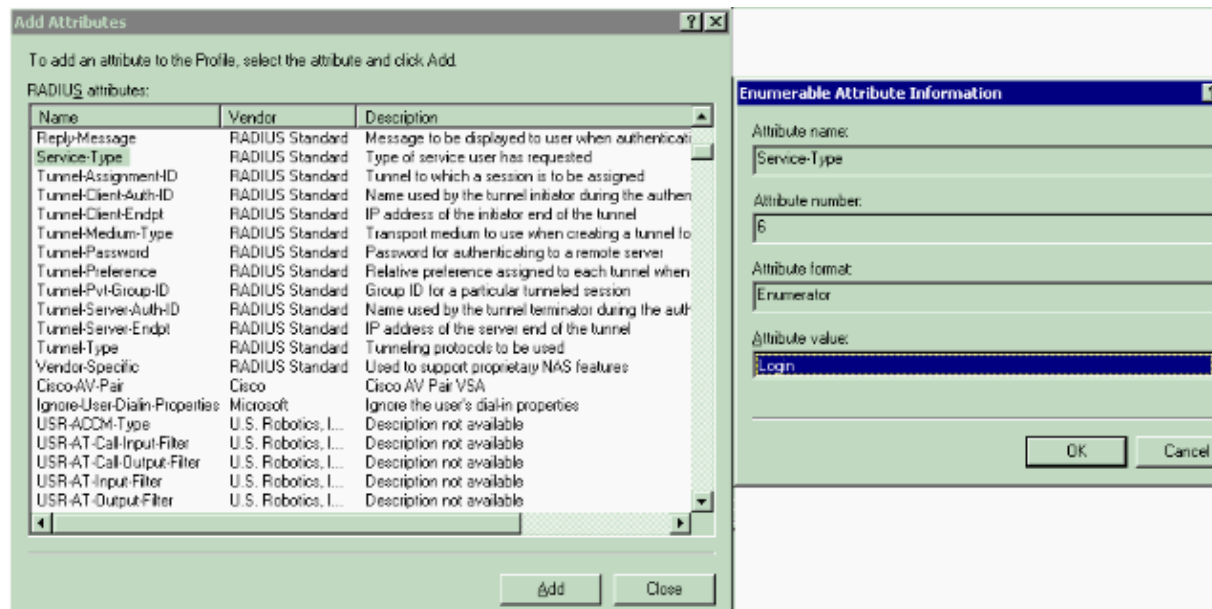 Add Attributes
To add an attribute to the Profile, select the attribute and click Add.
RADIUS attributes:
Name Vendor Description
Reply-Message RADIUS Standard Message to be displayed to user when authenticati
Service-Type RADIUS Standard Type of service user has requested
Tunnel-Assignment-ID RADIUS Standard Tunnel to which a session is to be assigned
Tunnel-Client-Auth-ID RADIUS Standard Name used by the tunnel initiator during the authen
Tunnel-Client-Endpt RADIUS Standard IP address of the initiator end of the tunnel
Tunnel-Medium-Type RADIUS Standard Transport medium to use when creating a tunnel fo
Tunnel-Password RADIUS Standard Password for authenticating to a remote server
Tunnel-Preference RADIUS Standard Relative preference assigned to each tunnel when
Tunnel-Pvt-Group-ID RADIUS Standard Group ID for a particular tunneled session
Tunnel-Server-Auth-ID RADIUS Standard Name used by the tunnel terminator during the auth
Tunnel-Server-Endpt RADIUS Standard IP address of the server end of the tunnel
Tunnel-Type RADIUS Standard Tunneling protocols to be used
Vendor-Specific RADIUS Standard Used to support proprietary NAS features
Cisco-AV-Pair Cisco Cisco AV Pair VSA
Ignore-User-Dialin-Properties Microsoft Ignore the user's dial-in properties
USR-ACCM-Type U.S. Robotics, I... Description not available
USR-AT-Call-Input-Filter U.S. Robotics, I... Description not available
USR-AT-Call-Output-Filter U.S. Robotics, I... Description not available
USR-AT-Input-Filter U.S. Robotics, I... Description not available
USR-AT-Output-Filter U.S. Robotics, I... Description not available
Add Close
Enumerable Attribute Information
Attribute name:
Service-Type
Attribute number:
6
Attribute format:
Enumerator
Attribute value:
Login
OK Cancel